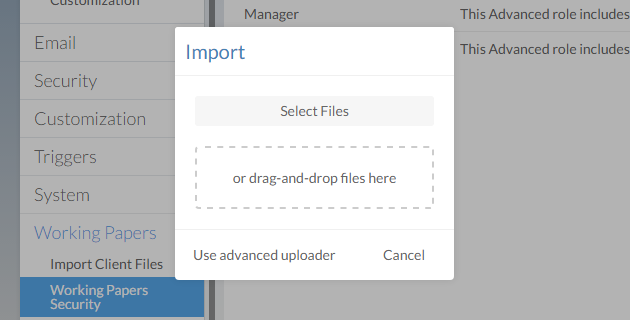 Customization
Email
Security
Customization
Triggers
System
Working Papers
Import Client Files
Working Papers
Security
Manager
This Advanced role includes
This Advanced role includes
Import
Select Files
or drag-and-drop files here
Use advanced uploader
Cancel